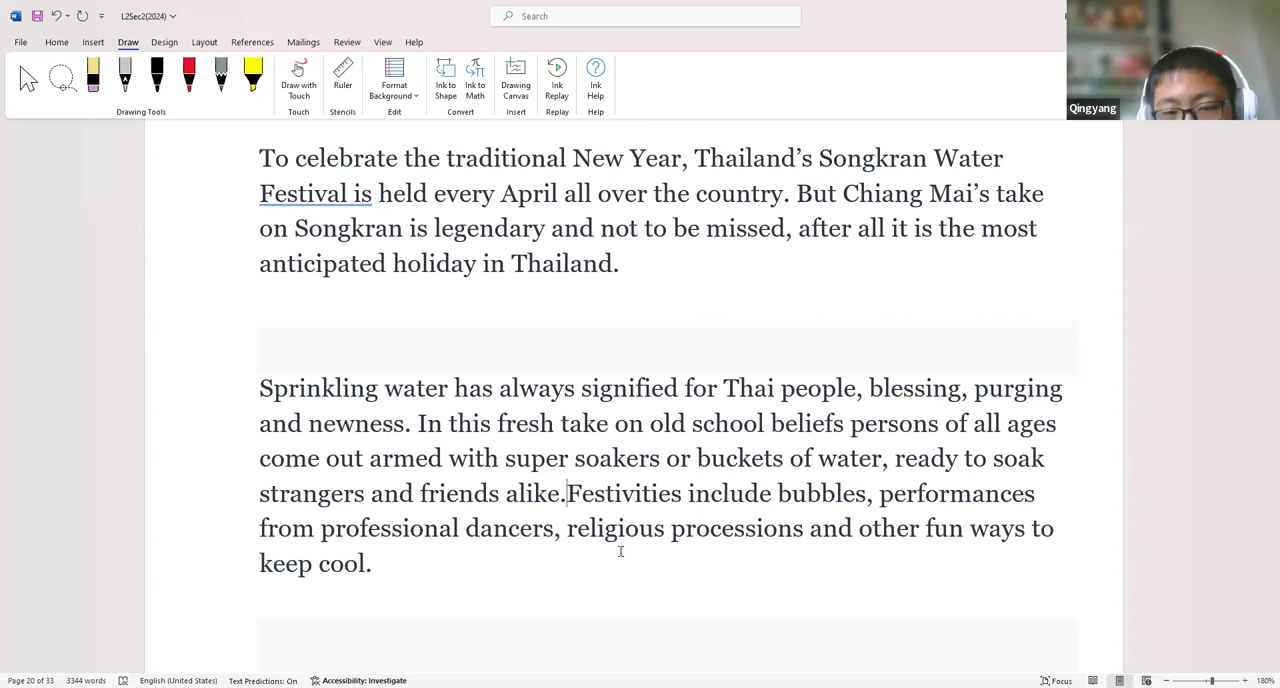 L2Sec2(2024)
Search
File Home Insert Draw Design Layout References Mailings Review View Help
Draw with Touch
Ruler
Format Background
Ink to Shape
Ink to Math
Drawing Canvas
Ink Replay
Ink Help
Drawing Tools Touch Stencils Edit Convert Insert Replay Help
Qingyang
To celebrate the traditional New Year, Thailand’s Songkran Water
Festival is held every April all over the country. But Chiang Mai’s take
on Songkran is legendary and not to be missed, after all it is the most
anticipated holiday in Thailand.
Sprinkling water has always signified for Thai people, blessing, purging
and newness. In this fresh take on old school beliefs persons of all ages
come out armed with super soakers or buckets of water, ready to soak
strangers and friends alike.Festivities include bubbles, performances
from professional dancers, religious processions and other fun ways to
keep cool.
Page 20 of 33 3344 words English (United States) Text Predictions: On Accessibility: Investigate Focus 180%